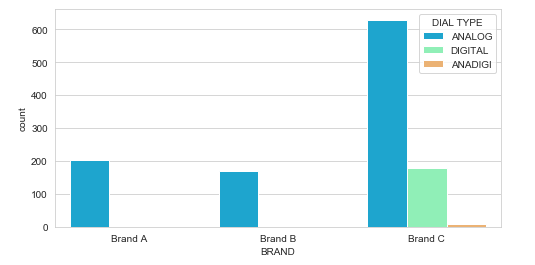 DIAL TYPE
ANALOG
DIGITAL
ANADIGI
600
500
400
300
200
100
0
count
Brand A Brand B Brand C
BRAND